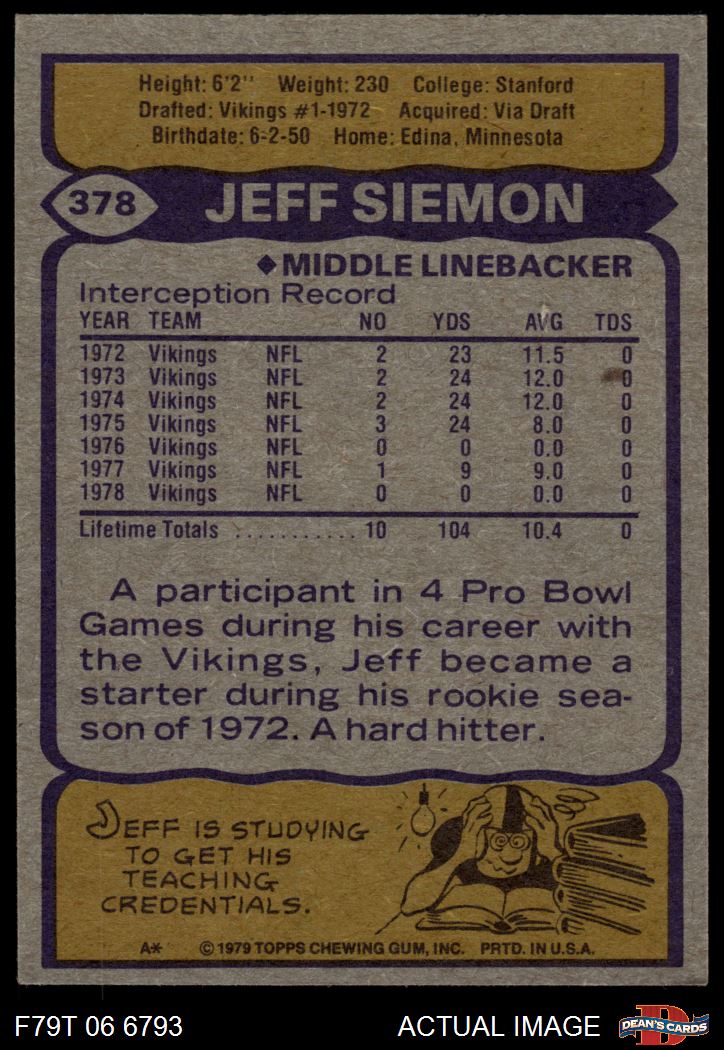 Height: 6'2" Weight: 230 College: Stanford
Drafted: Vikings #1-1972 Acquired: Via Draft
Birthdate: 6-2-50 Home: Edina, Minnesota
378 JEFF SIEMON
◆MIDDLE LINEBACKER
Interception Record
YEAR TEAM NO YDS AVG TDS
1972 Vikings NFL 2 23 11.5 0
1973 Vikings NFL 2 24 12.0 0
1974 Vikings NFL 2 24 12.0 0
1975 Vikings NFL 3 24 8.0 0
1976 Vikings NFL 0 0 0.0 0
1977 Vikings NFL 1 9 9.0 0
1978 Vikings NFL 0 0 0.0 0
Lifetime Totals ........... 10 104 10.4 0
A participant in 4 Pro Bowl
Games during his career with
the Vikings, Jeff became a
starter during his rookie sea-
son of 1972. A hard hitter.
JEFF IS STUDYING
TO GET HIS
TEACHING
CREDENTIALS.
A* © 1979 TOPPS CHEWING GUM, INC. PRTD. IN U.S.A.
F79T 06 6793 ACTUAL IMAGE D DEAN'S CARDS